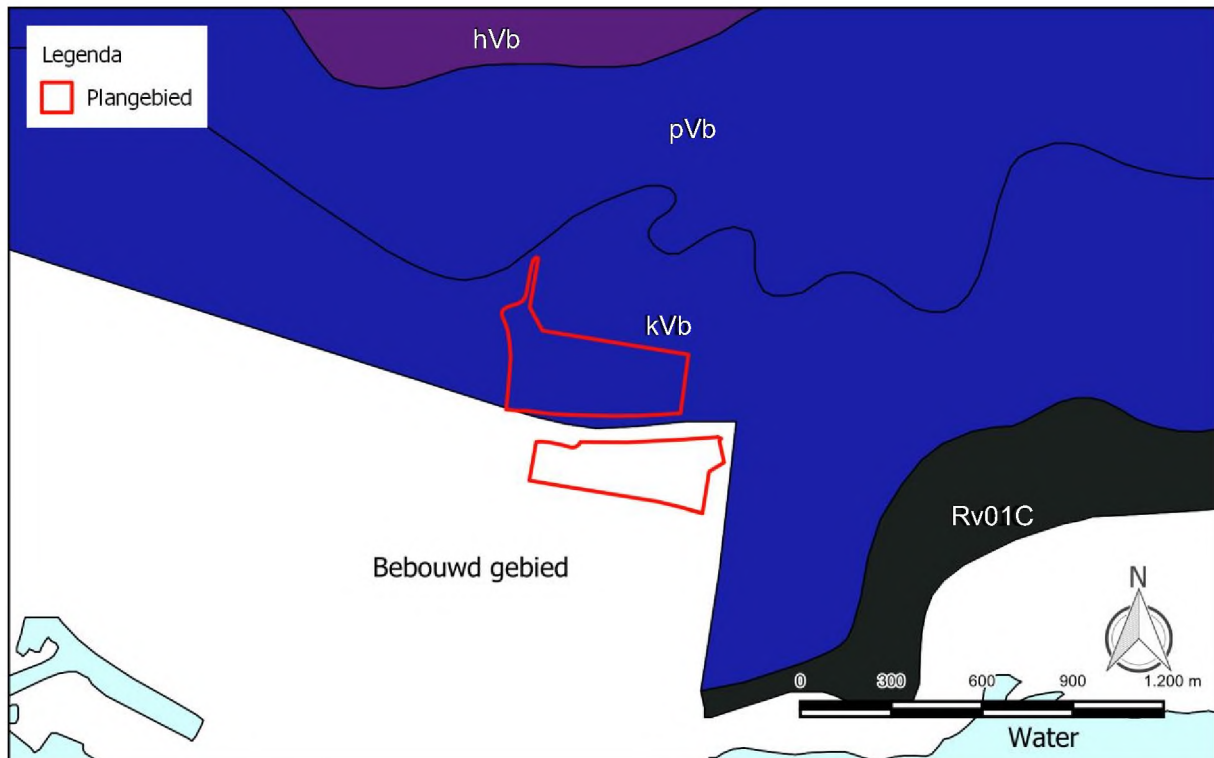 hVb
Legenda
Plangebied
pVb
kVb
Rv01C
Bebouwd gebied
N
0 300 600 900 1.200 m
Water